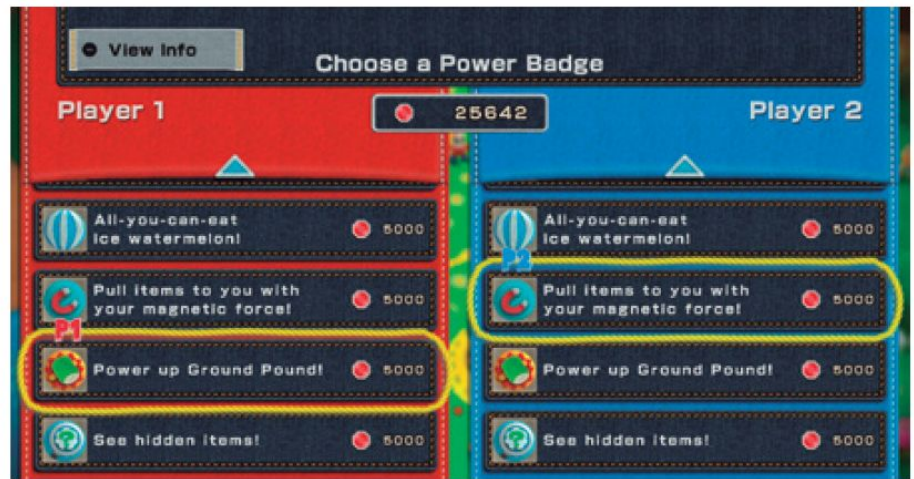 View Info
Choose a Power Badge
Player 1
25642
Player 2
All-you-can-eat
ice watermelon!
5000
Pull items to you with
your magnetic force!
5000
P1
Power up Ground Pound!
5000
See hidden items!
5000
All-you-can-eat
ice watermelon!
5000
P2
Pull items to you with
your magnetic force!
5000
Power up Ground Pound!
5000
See hidden items!
5000